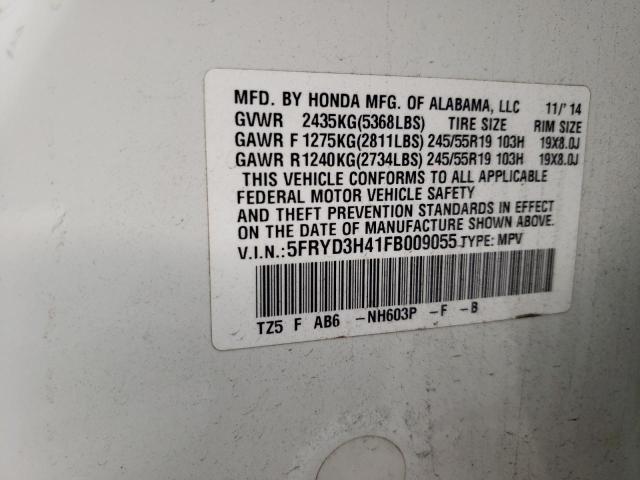 MFD. BY HONDA MFG. OF ALABAMA, LLC 11/'14
GVWR 2435KG(5368LBS) TIRE SIZE RIM SIZE
GAWR F 1275KG(2811LBS) 245/55R19 103H 19X8.0J
GAWR R 1240KG(2734LBS) 245/55R19 103H 19X8.0J
THIS VEHICLE CONFORMS TO ALL APPLICABLE
FEDERAL MOTOR VEHICLE SAFETY
AND THEFT PREVENTION STANDARDS IN EFFECT
ON THE DATE OF MANUFACTURE SHOWN ABOVE.
V.I.N.:5FRYD3H41FB009055 TYPE: MPV
TZ5 F AB6 -NH603P -F -B